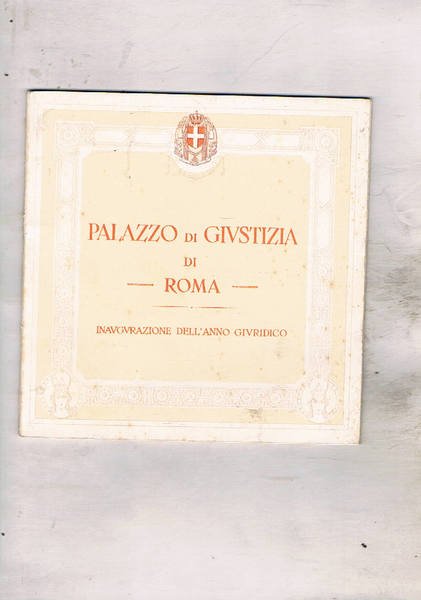 PALAZZO DI GIVSTIZIA
DI
— ROMA —
INAVGVRAZIONE DELL'ANNO GIVRIDICO